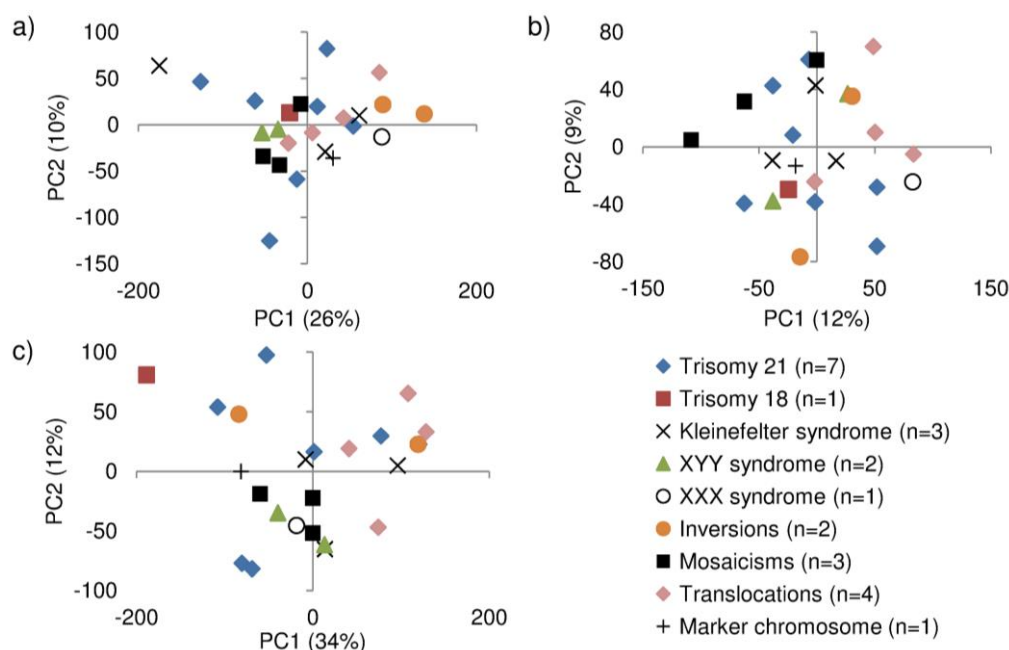 a)
100
50
0
-50
-100
-150
-200
0
200
PC2 (10%)
PC1 (26%)
b)
80
40
0
-40
-80
-150
-50
50
150
PC2 (9%)
PC1 (12%)
c)
100
50
0
-50
-100
-200
0
200
PC2 (12%)
PC1 (34%)
Trisomy 21 (n=7)
Trisomy 18 (n=1)
Kleinefelter syndrome (n=3)
XYY syndrome (n=2)
XXX syndrome (n=1)
Inversions (n=2)
Mosaicisms (n=3)
Translocations (n=4)
Marker chromosome (n=1)